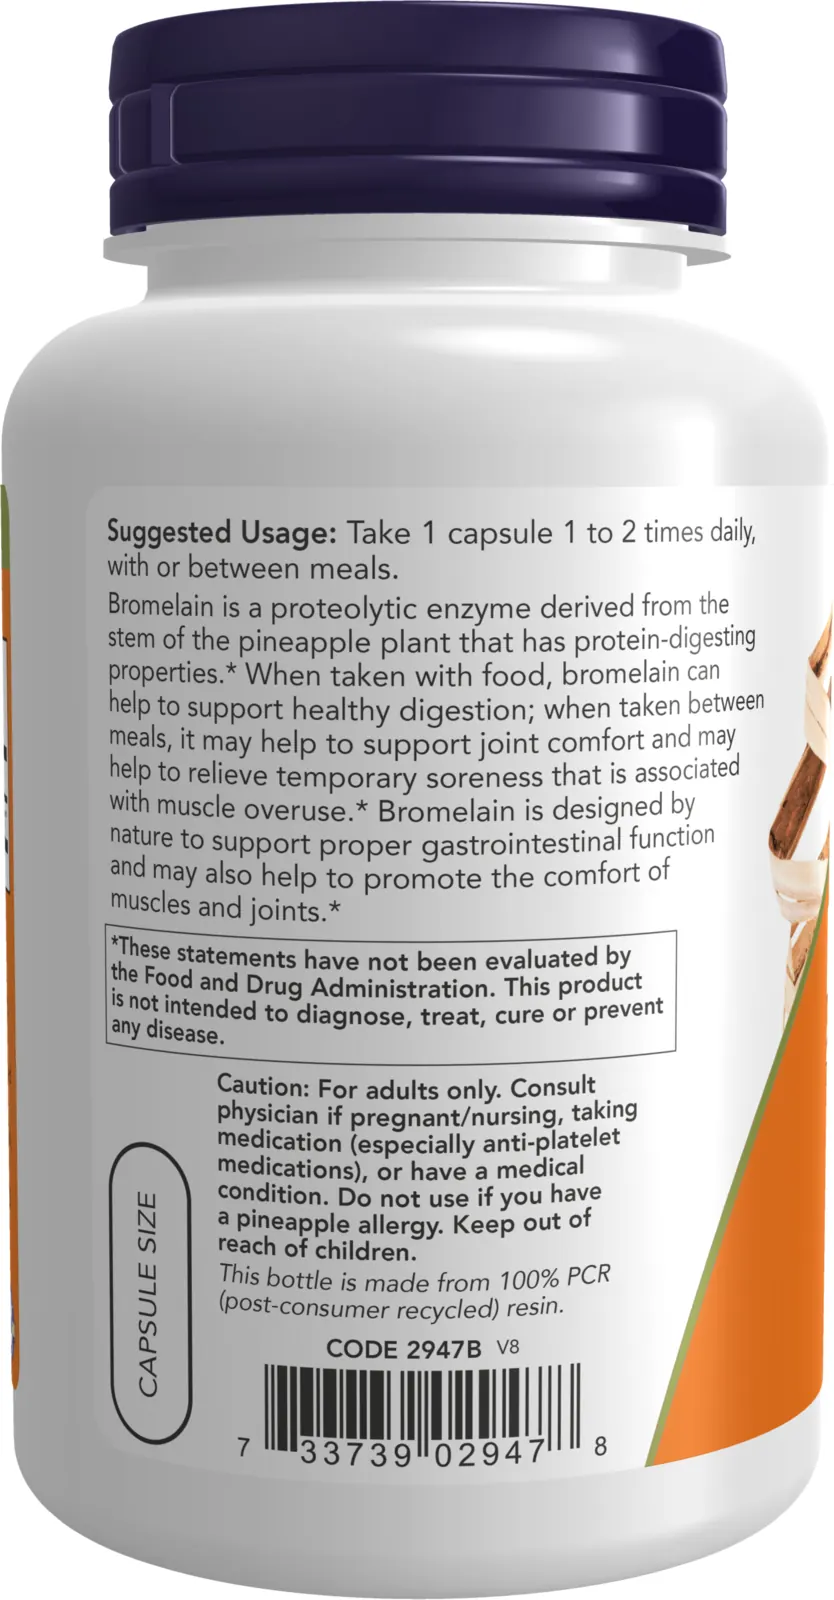 Suggested Usage: Take 1 capsule 1 to 2 times daily,
with or between meals.
Bromelain is a proteolytic enzyme derived from the
stem of the pineapple plant that has protein-digesting
properties.* When taken with food, bromelain can
help to support healthy digestion; when taken between
meals, it may help to support joint comfort and may
help to relieve temporary soreness that is associated
with muscle overuse.* Bromelain is designed by
nature to support proper gastrointestinal function
and may also help to promote the comfort of
muscles and joints.*
*These statements have not been evaluated by
the Food and Drug Administration. This product
is not intended to diagnose, treat, cure or prevent
any disease.
Caution: For adults only. Consult
physician if pregnant/nursing, taking
medication (especially anti-platelet
medications), or have a medical
condition. Do not use if you have
a pineapple allergy. Keep out of
reach of children.
This bottle is made from 100% PCR
(post-consumer recycled) resin.
CAPSULE SIZE
CODE 2947B V8
7 33739 02947 8